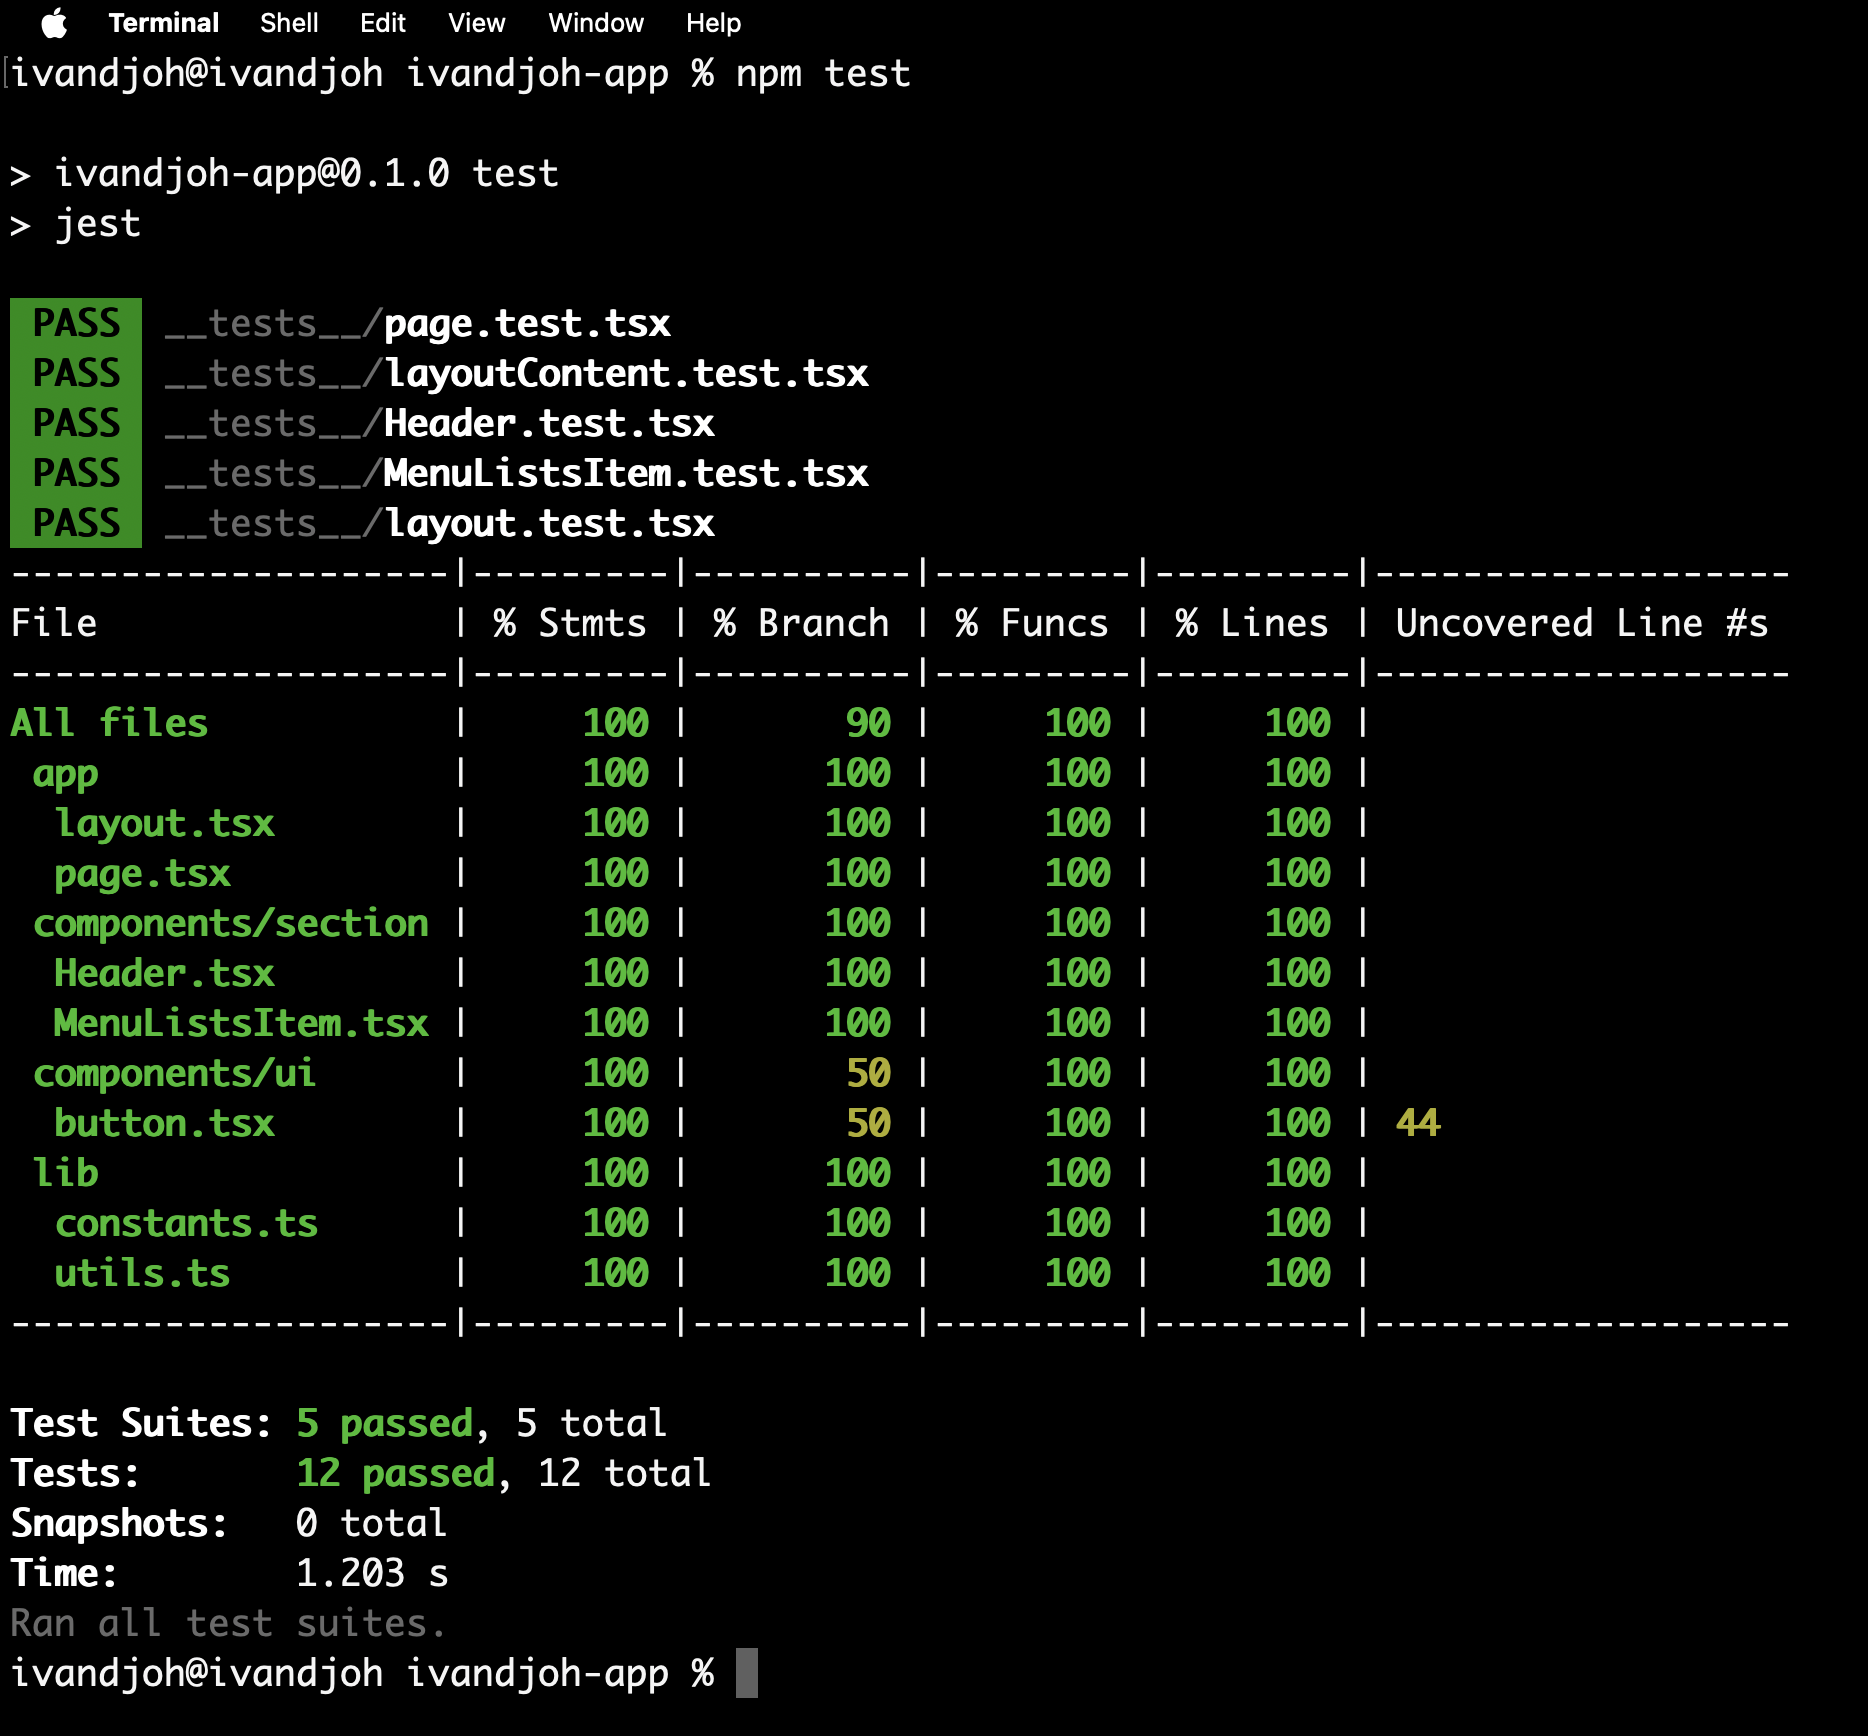 Terminal Shell Edit View Window Help
[ivandjoh@ivandjoh ivandjoh-app % npm test
> ivandjoh-app@0.1.0 test
> jest
PASS __tests__/page.test.tsx
PASS __tests__/layoutContent.test.tsx
PASS __tests__/Header.test.tsx
PASS __tests__/MenuListsItem.test.tsx
PASS __tests__/layout.test.tsx
--------------------|---------|----------|---------|---------|-------------------
File                | % Stmts | % Branch | % Funcs | % Lines | Uncovered Line #s
--------------------|---------|----------|---------|---------|-------------------
All files           |     100 |       90 |     100 |     100 |
 app                |     100 |      100 |     100 |     100 |
  layout.tsx        |     100 |      100 |     100 |     100 |
  page.tsx          |     100 |      100 |     100 |     100 |
 components/section |     100 |      100 |     100 |     100 |
  Header.tsx        |     100 |      100 |     100 |     100 |
  MenuListsItem.tsx |     100 |      100 |     100 |     100 |
 components/ui      |     100 |       50 |     100 |     100 |
  button.tsx        |     100 |       50 |     100 |     100 | 44
 lib                |     100 |      100 |     100 |     100 |
  constants.ts      |     100 |      100 |     100 |     100 |
  utils.ts          |     100 |      100 |     100 |     100 |
--------------------|---------|----------|---------|---------|-------------------
Test Suites: 5 passed, 5 total
Tests:       12 passed, 12 total
Snapshots:   0 total
Time:        1.203 s
Ran all test suites.
ivandjoh@ivandjoh ivandjoh-app %